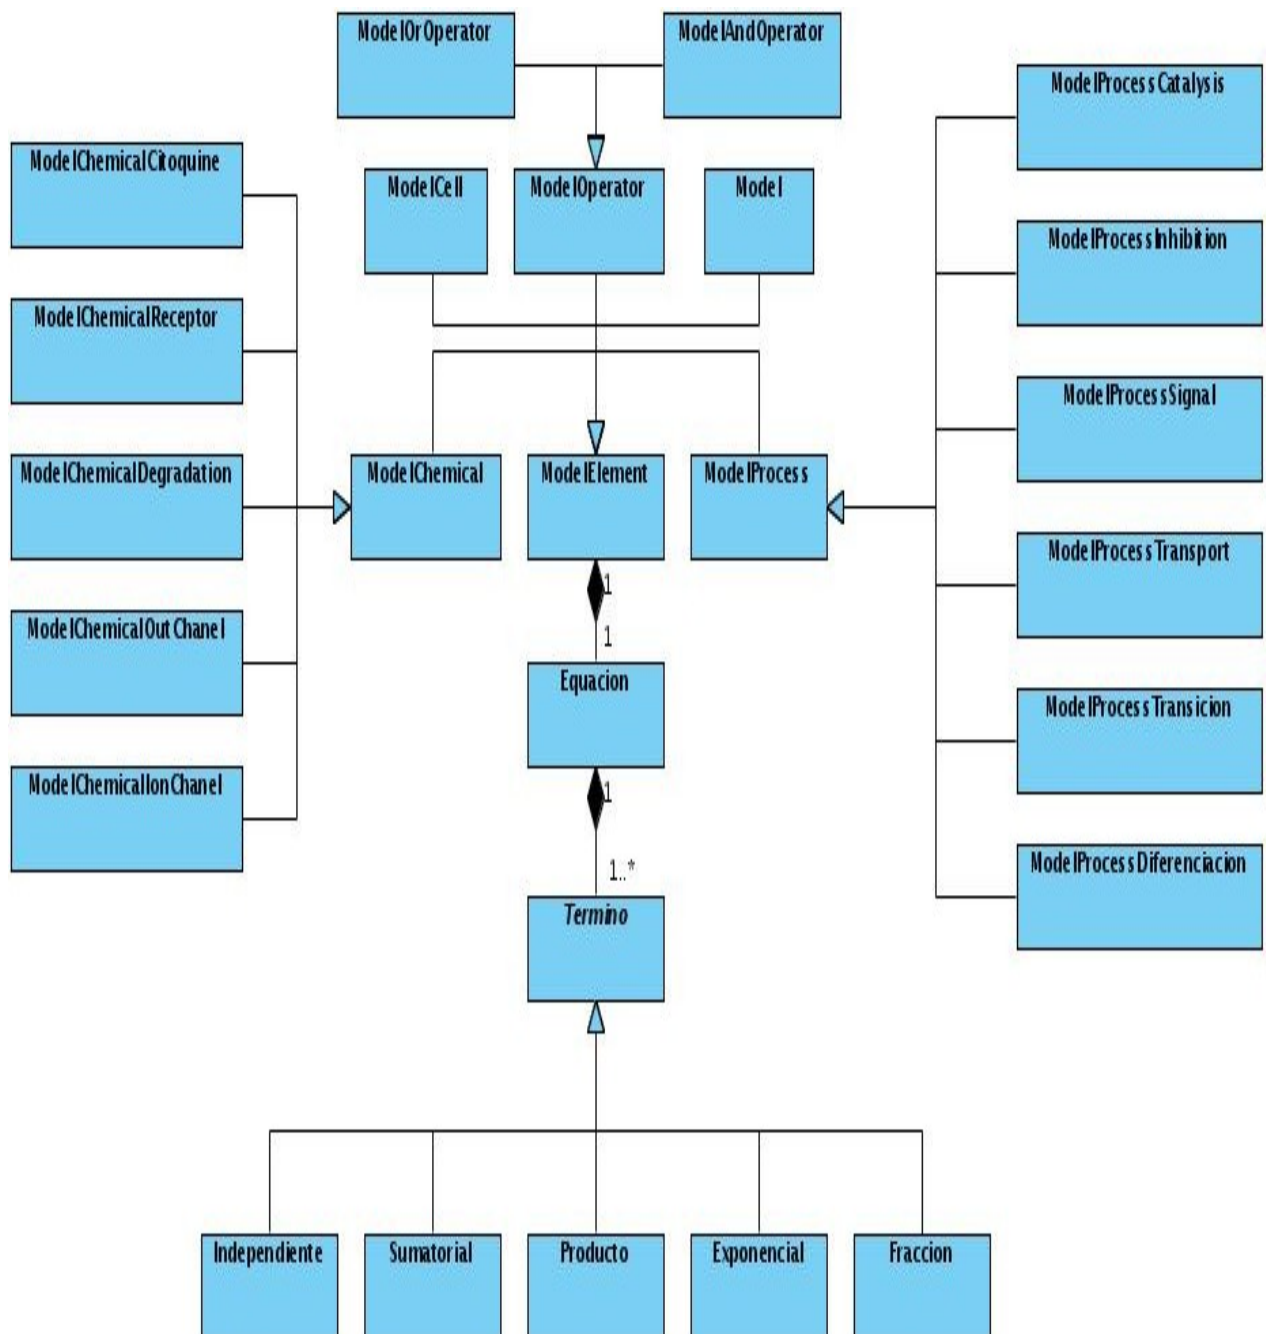 ModelOrOperator
ModelAndOperator
ModelProcessCatalysis
ModelChemicalCitoquine
ModelCell
ModelOperator
Model
ModelProcessInhibition
ModelChemicalReceptor
ModelProcessSignal
ModelChemicalDegradation
ModelChemical
ModelElement
ModelProcess
ModelProcessTransport
1
1
ModelChemicalOutChanel
Equacion
ModelProcessTransicion
ModelChemicalIonChanel
1
1..*
ModelProcessDiferenciacion
Termino
Independiente
Sumatorial
Producto
Exponencial
Fraccion